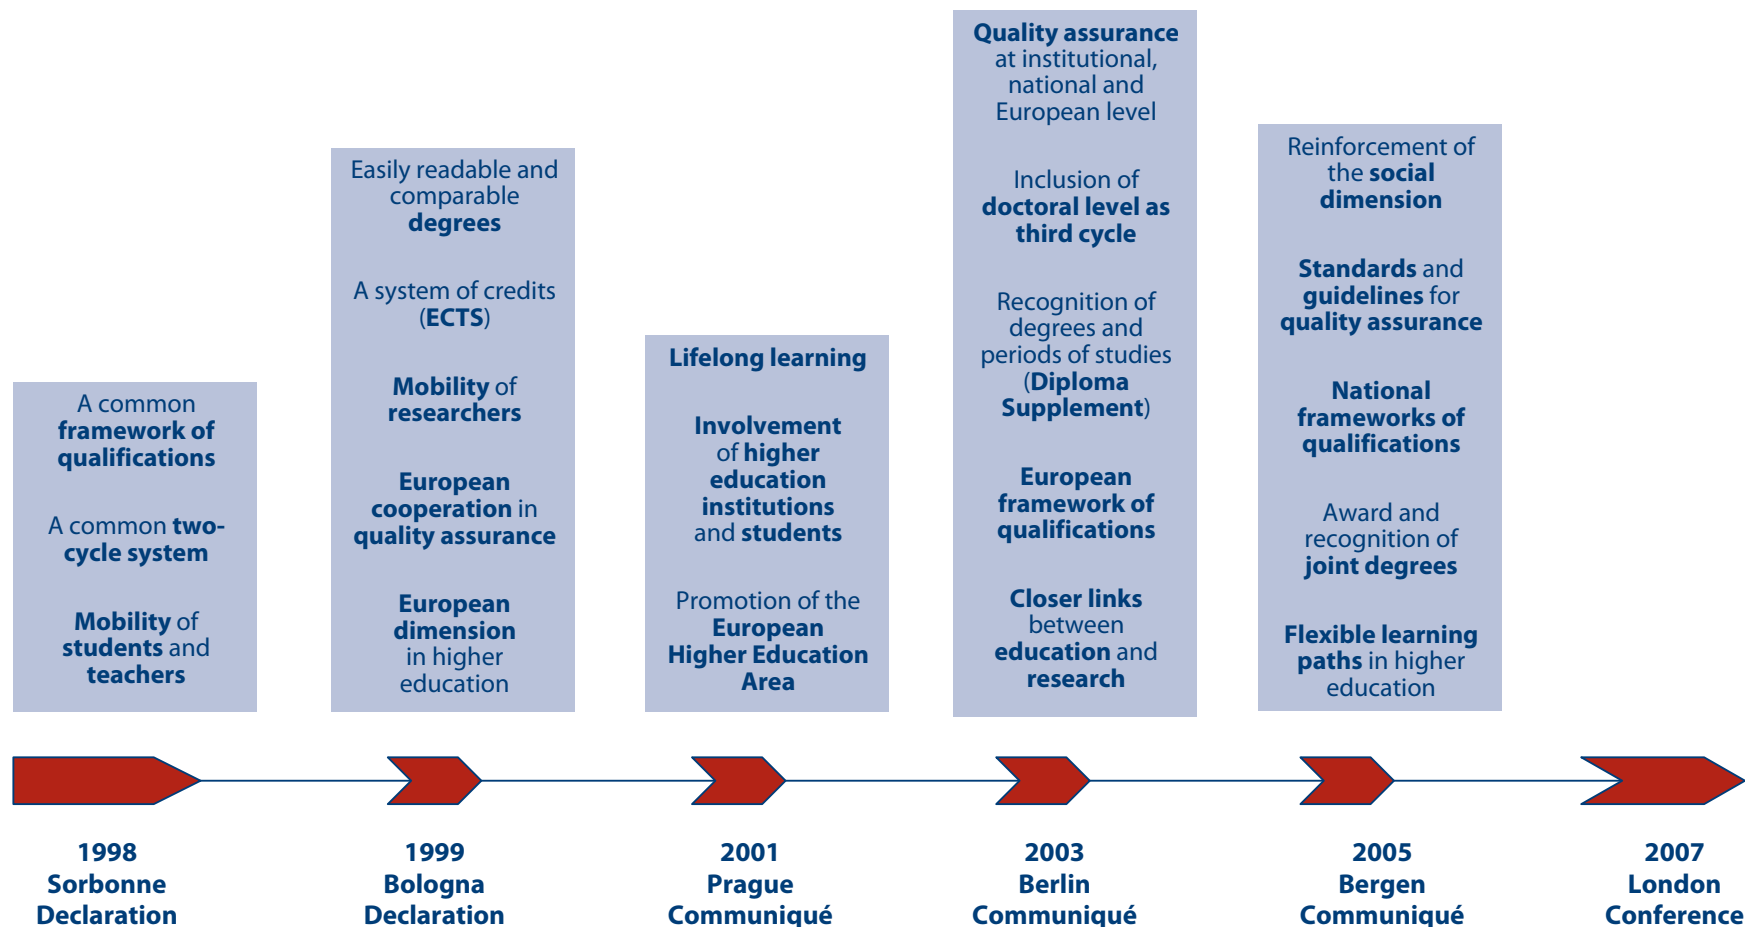 A common
framework of
qualifications
A common two-
cycle system
Mobility of
students and
teachers
Easily readable and
comparable
degrees
A system of credits
(ECTS)
Mobility of
researchers
European
cooperation in
quality assurance
European
dimension
in higher
education
Lifelong learning
Involvement
of higher
education
institutions
and students
Promotion of the
European
Higher Education
Area
Quality assurance
at institutional,
national and
European level
Inclusion of
doctoral level as
third cycle
Recognition of
degrees and
periods of studies
(Diploma
Supplement)
European
framework of
qualifications
Closer links
between
education and
research
Reinforcement of
the social
dimension
Standards and
guidelines for
quality assurance
National
frameworks of
qualifications
Award and
recognition of
joint degrees
Flexible learning
paths in higher
education
1998
Sorbonne
Declaration
1999
Bologna
Declaration
2001
Prague
Communiqué
2003
Berlin
Communiqué
2005
Bergen
Communiqué
2007
London
Conference